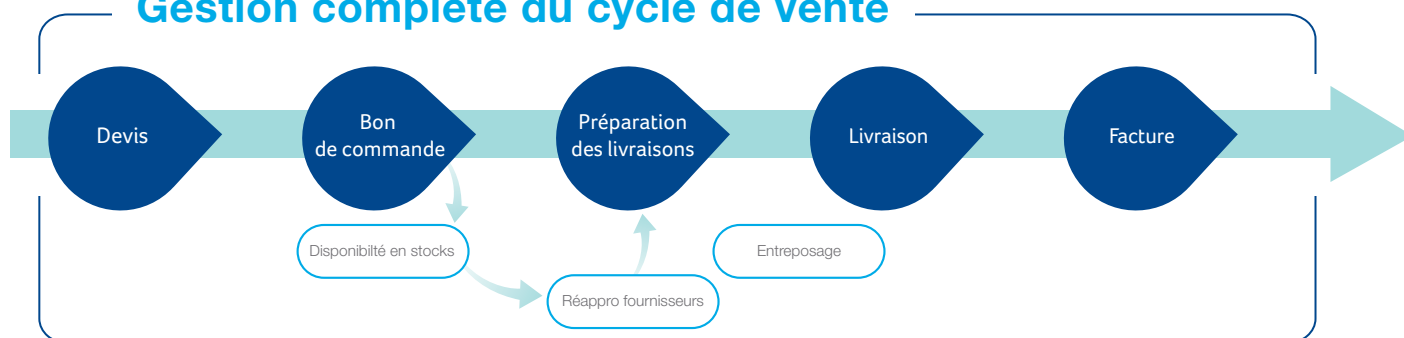 Gestion complète du cycle de vente
Devis
Bon
de commande
Préparation
des livraisons
Livraison
Facture
Disponibilté en stocks
Entreposage
Réappro fournisseurs